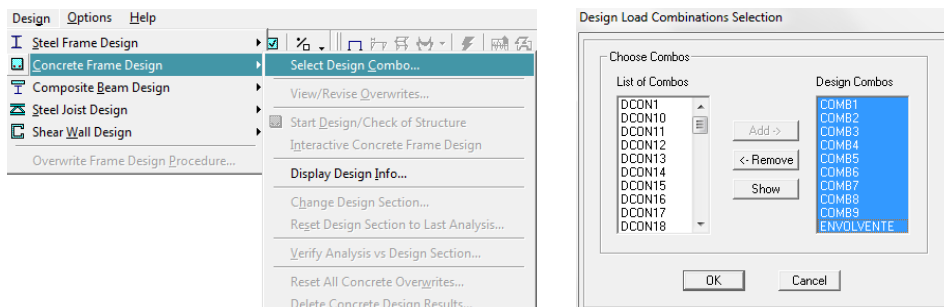 Design Options Help
Steel Frame Design
Concrete Frame Design
Composite Beam Design
Steel Joist Design
Shear Wall Design
Overwrite Frame Design Procedure...
Select Design Combo...
View/Revise Overwrites...
Start Design/Check of Structure
Interactive Concrete Frame Design
Display Design Info...
Change Design Section...
Reset Design Section to Last Analysis...
Verify Analysis vs Design Section...
Reset All Concrete Overwrites...
Delete Concrete Design Results...
Design Load Combinations Selection
Choose Combos
List of Combos
DCON1
DCON10
DCON11
DCON12
DCON13
DCON14
DCON15
DCON16
DCON17
DCON18
Add ->
<- Remove
Show
Design Combos
COMB1
COMB2
COMB3
COMB4
COMB5
COMB6
COMB7
COMB8
COMB9
ENVOLVENTE
OK
Cancel